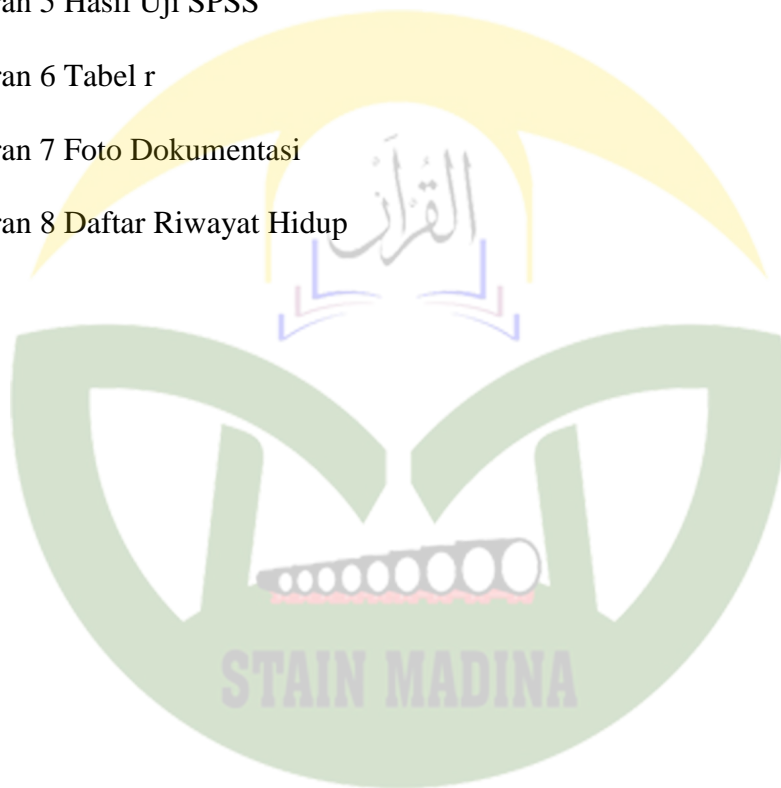 ran 5 Hasil Uji SPSS
ran 6 Tabel r
ran 7 Foto Dokumentasi
ran 8 Daftar Riwayat Hidup
القرآن
STAIN MADINA